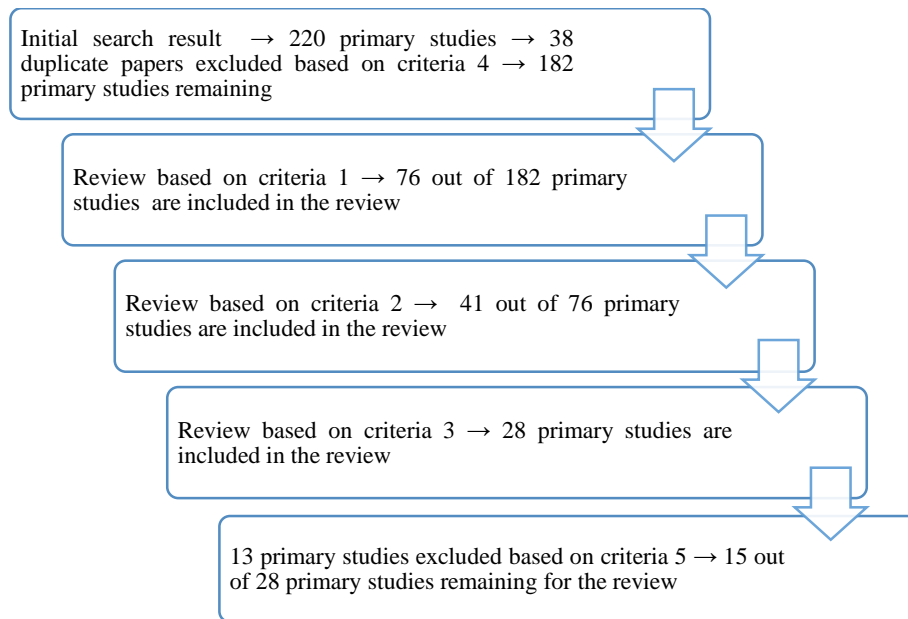 Initial search result → 220 primary studies → 38
duplicate papers excluded based on criteria 4 → 182
primary studies remaining
Review based on criteria 1 → 76 out of 182 primary
studies are included in the review
Review based on criteria 2 → 41 out of 76 primary
studies are included in the review
Review based on criteria 3 → 28 primary studies are
included in the review
13 primary studies excluded based on criteria 5 → 15 out
of 28 primary studies remaining for the review